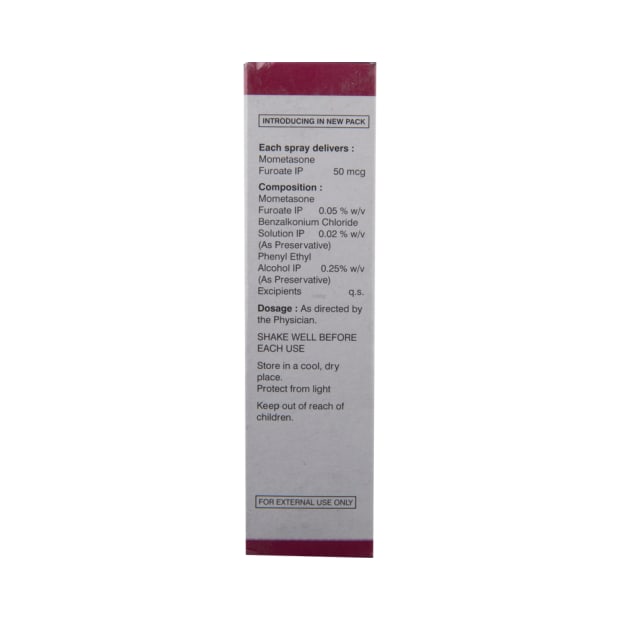 INTRODUCING IN NEW PACK
Each spray delivers :
Mometasone
Furoate IP 50 mcg
Composition :
Mometasone
Furoate IP 0.05 % w/v
Benzalkonium Chloride
Solution IP 0.02 % w/v
(As Preservative)
Phenyl Ethyl
Alcohol IP 0.25% w/v
(As Preservative)
Excipients q.s.
Dosage : As directed by
the Physician.
SHAKE WELL BEFORE
EACH USE
Store in a cool, dry
place.
Protect from light
Keep out of reach of
children.
FOR EXTERNAL USE ONLY